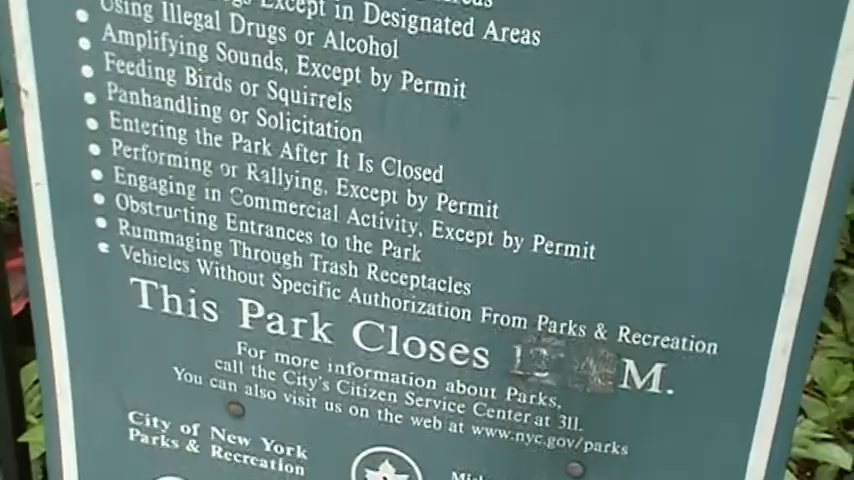 Except in Designated Areas
Using Illegal Drugs or Alcohol
Amplifying Sounds, Except by Permit
Feeding Birds or Squirrels
Panhandling or Solicitation
Entering the Park After It Is Closed
Performing or Rallying, Except by Permit
Engaging in Commercial Activity, Except by Permit
Obstructing Entrances to the Park
Rummaging Through Trash Receptacles
Vehicles Without Specific Authorization From Parks & Recreation
This Park Closes M.
For more information about Parks,
call the City's Citizen Service Center at 311.
You can also visit us on the web at www.nyc.gov/parks
City of New York
Parks & Recreation